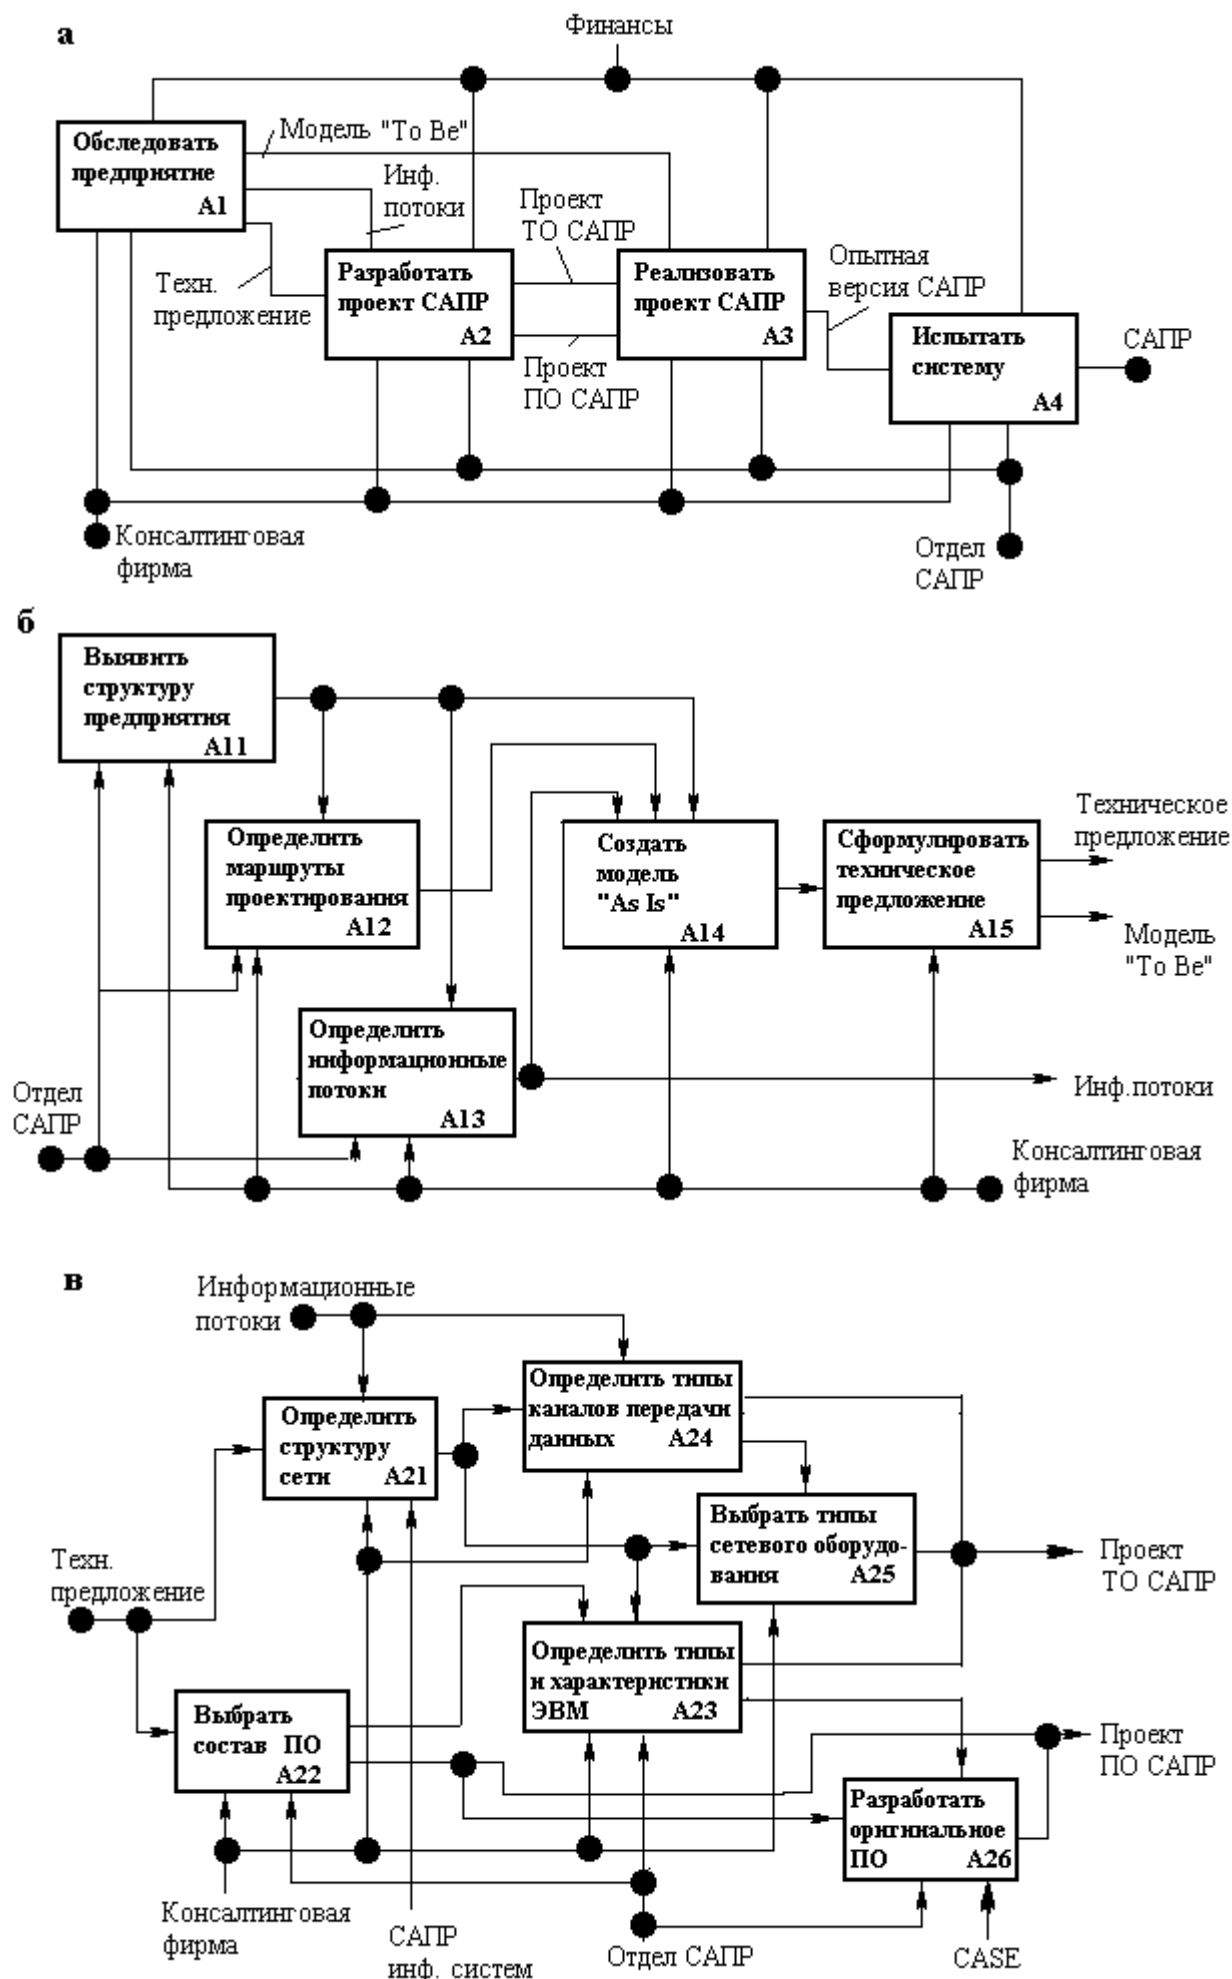 а
Финансы
Обследовать
предприятие
А1
Модель "To Be"
Инф.
потоки
Проект
ТО САПР
Техн.
предложение
Разработать
проект САПР
А2
Реализовать
проект САПР
А3
Опытная
версия САПР
Проект
ПО САПР
Испытать
систему
А4
САПР
Консалтинговая
фирма
Отдел
САПР
б
Выявить
структуру
предприятия
А11
Определить
маршруты
проектирования
А12
Создать
модель
"As Is"
А14
Сформулировать
техническое
предложение
А15
Техническое
предложение
Модель
"To Be"
Определить
информационные
потоки
А13
Инф.потоки
Отдел
САПР
Консалтинговая
фирма
в
Информационные
потоки
Определить
структуру
сети А21
Определить типы
каналов передачи
данных А24
Выбрать типы
сетевого оборудо-
вания А25
Проект
ТО САПР
Техн.
предложение
Определить типы
и характеристики
ЭВМ А23
Выбрать
состав ПО
А22
Проект
ПО САПР
Разработать
оригинальное
ПО А26
Консалтинговая
фирма
САПР
инф. систем
Отдел САПР
CASE